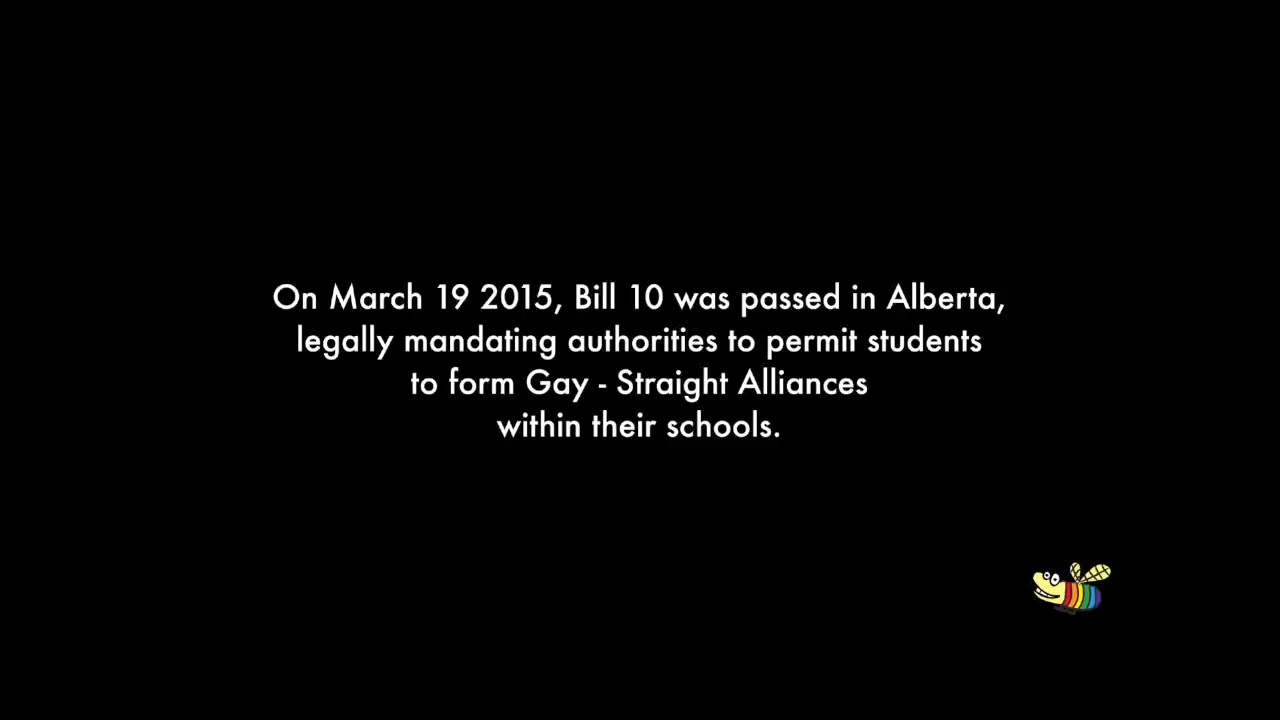 On March 19 2015, Bill 10 was passed in Alberta,
legally mandating authorities to permit students
to form Gay - Straight Alliances
within their schools.